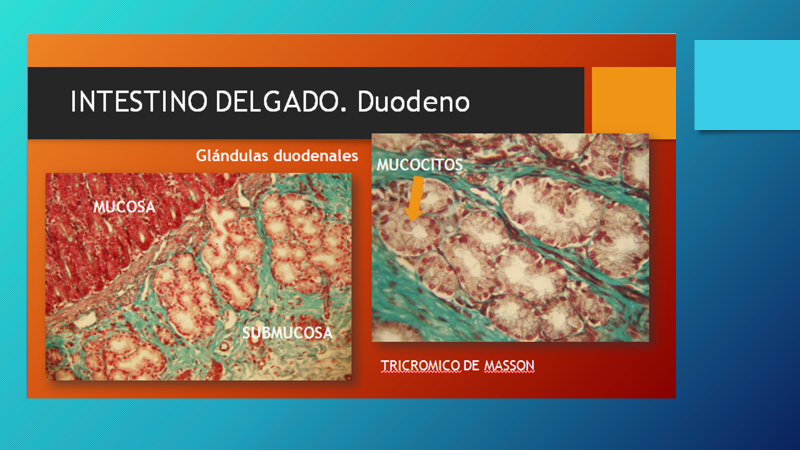 INTESTINO DELGADO. Duodeno
Glándulas duodenales
MUCOCITOS
MUCOSA
SUBMUCOSA
TRICROMICO DE MASSON